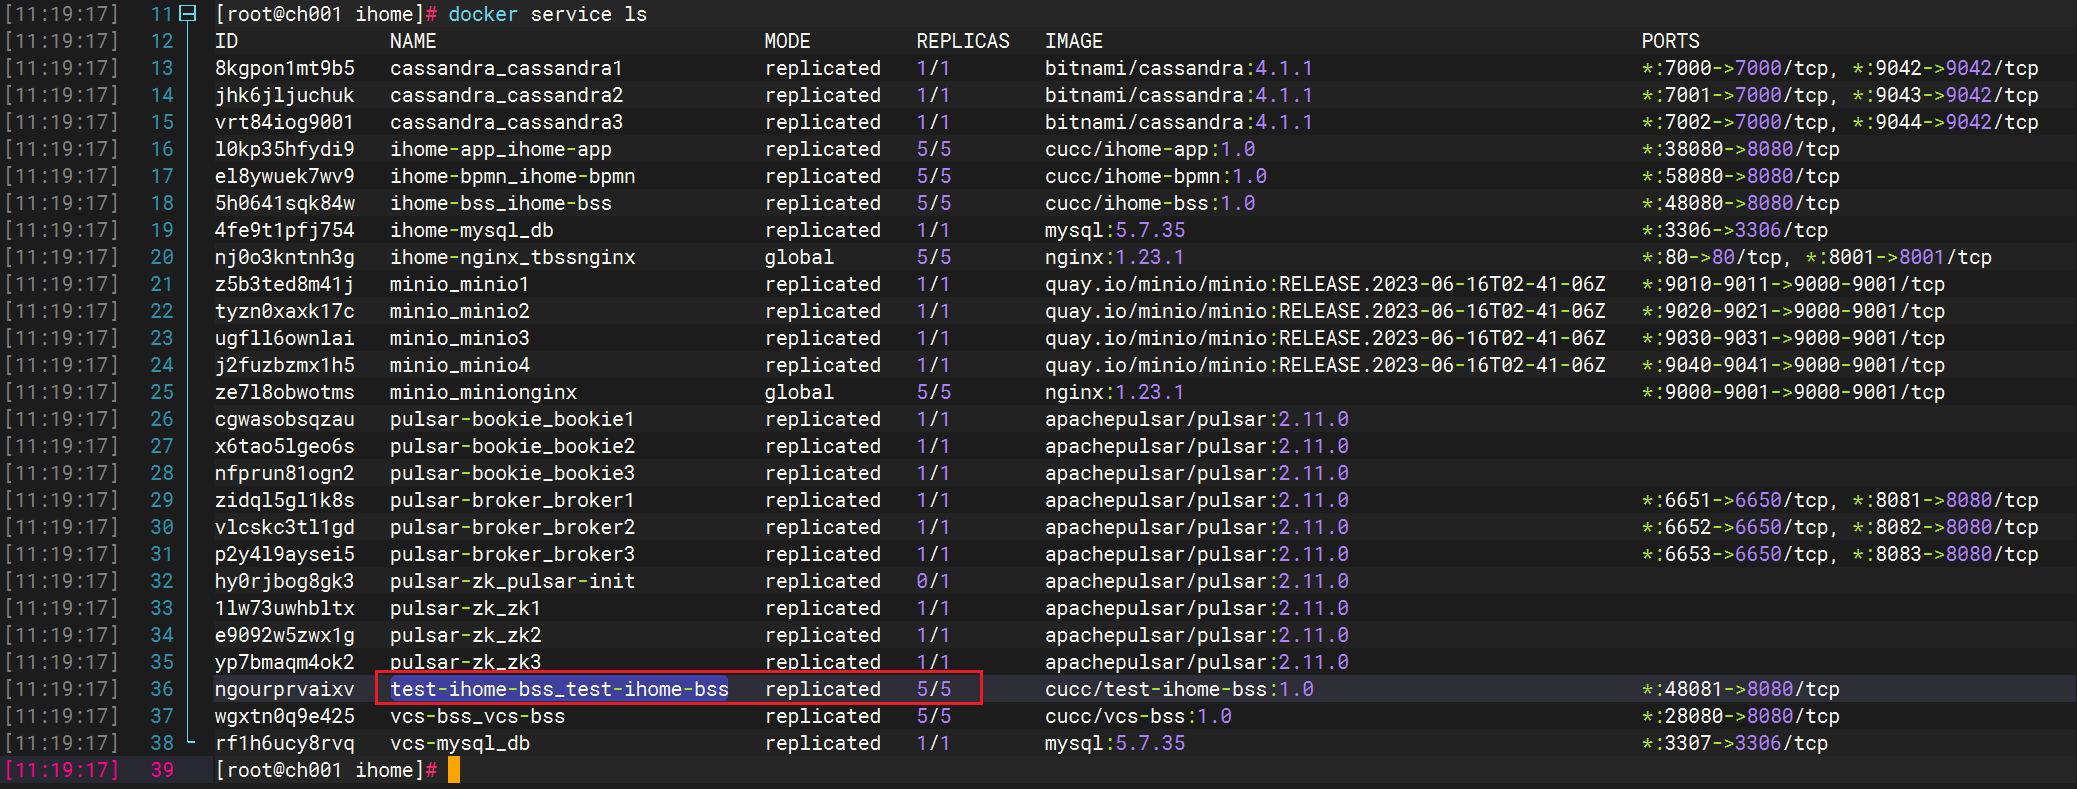 [11:19:17] 11 [root@ch001 ihome]# docker service ls
[11:19:17] 12 ID NAME MODE REPLICAS IMAGE PORTS
[11:19:17] 13 8kgpon1mt9b5 cassandra_cassandra1 replicated 1/1 bitnami/cassandra:4.1.1 *:7000->7000/tcp, *:9042->9042/tcp
[11:19:17] 14 jhk6jljuchuk cassandra_cassandra2 replicated 1/1 bitnami/cassandra:4.1.1 *:7001->7000/tcp, *:9043->9042/tcp
[11:19:17] 15 vrt84iog9001 cassandra_cassandra3 replicated 1/1 bitnami/cassandra:4.1.1 *:7002->7000/tcp, *:9044->9042/tcp
[11:19:17] 16 l0kp35hfydi9 ihome-app_ihome-app replicated 5/5 cucc/ihome-app:1.0 *:38080->8080/tcp
[11:19:17] 17 el8ywuek7wv9 ihome-bpmn_ihome-bpmn replicated 5/5 cucc/ihome-bpmn:1.0 *:58080->8080/tcp
[11:19:17] 18 5h0641sqk84w ihome-bss_ihome-bss replicated 5/5 cucc/ihome-bss:1.0 *:48080->8080/tcp
[11:19:17] 19 4fe9t1pfj754 ihome-mysql_db replicated 1/1 mysql:5.7.35 *:3306->3306/tcp
[11:19:17] 20 nj0o3kntnh3g ihome-nginx_tbssnginx global 5/5 nginx:1.23.1 *:80->80/tcp, *:8001->8001/tcp
[11:19:17] 21 z5b3ted8m41j minio_minio1 replicated 1/1 quay.io/minio/minio:RELEASE.2023-06-16T02-41-06Z *:9010-9011->9000-9001/tcp
[11:19:17] 22 tyzn0xaxk17c minio_minio2 replicated 1/1 quay.io/minio/minio:RELEASE.2023-06-16T02-41-06Z *:9020-9021->9000-9001/tcp
[11:19:17] 23 ugfll6ownlai minio_minio3 replicated 1/1 quay.io/minio/minio:RELEASE.2023-06-16T02-41-06Z *:9030-9031->9000-9001/tcp
[11:19:17] 24 j2fuzbzmx1h5 minio_minio4 replicated 1/1 quay.io/minio/minio:RELEASE.2023-06-16T02-41-06Z *:9040-9041->9000-9001/tcp
[11:19:17] 25 ze7l8obwotms minio_minionginx global 5/5 nginx:1.23.1 *:9000-9001->9000-9001/tcp
[11:19:17] 26 cgwasobsqzau pulsar-bookie_bookie1 replicated 1/1 apachepulsar/pulsar:2.11.0
[11:19:17] 27 x6tao5lgeo6s pulsar-bookie_bookie2 replicated 1/1 apachepulsar/pulsar:2.11.0
[11:19:17] 28 nfprun81ogn2 pulsar-bookie_bookie3 replicated 1/1 apachepulsar/pulsar:2.11.0
[11:19:17] 29 zidql5gl1k8s pulsar-broker_broker1 replicated 1/1 apachepulsar/pulsar:2.11.0 *:6651->6650/tcp, *:8081->8080/tcp
[11:19:17] 30 vlcskc3tl1gd pulsar-broker_broker2 replicated 1/1 apachepulsar/pulsar:2.11.0 *:6652->6650/tcp, *:8082->8080/tcp
[11:19:17] 31 p2y4l9aysei5 pulsar-broker_broker3 replicated 1/1 apachepulsar/pulsar:2.11.0 *:6653->6650/tcp, *:8083->8080/tcp
[11:19:17] 32 hy0rjbog8gk3 pulsar-zk_pulsar-init replicated 0/1 apachepulsar/pulsar:2.11.0
[11:19:17] 33 1lw73uwhbltx pulsar-zk_zk1 replicated 1/1 apachepulsar/pulsar:2.11.0
[11:19:17] 34 e9092w5zwx1g pulsar-zk_zk2 replicated 1/1 apachepulsar/pulsar:2.11.0
[11:19:17] 35 yp7bmaqm4ok2 pulsar-zk_zk3 replicated 1/1 apachepulsar/pulsar:2.11.0
[11:19:17] 36 ngourprvaixv test-ihome-bss_test-ihome-bss replicated 5/5 cucc/test-ihome-bss:1.0 *:48081->8080/tcp
[11:19:17] 37 wgxtn0q9e425 vcs-bss_vcs-bss replicated 5/5 cucc/vcs-bss:1.0 *:28080->8080/tcp
[11:19:17] 38 rf1h6ucy8rvq vcs-mysql_db replicated 1/1 mysql:5.7.35 *:3307->3306/tcp
[11:19:17] 39 [root@ch001 ihome]#